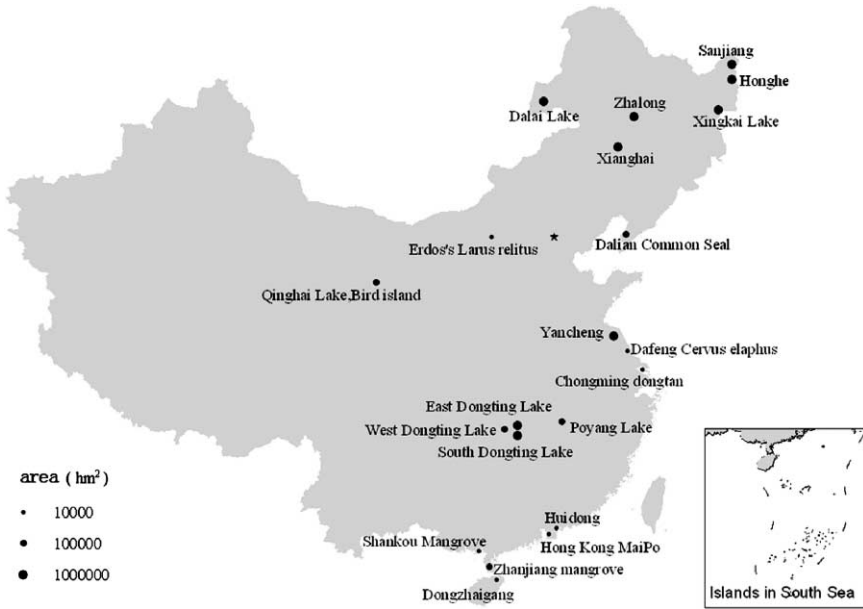 Sanjiang
Honghe
Zhalong
Dalai Lake
Xingkai Lake
Xianghai
Erdos's Larus relitus
Dalian Common Seal
Qinghai Lake,Bird island
Yancheng
Dafeng Cervus elaphus
Chongming dongtan
East Dongting Lake
West Dongting Lake
Poyang Lake
South Dongting Lake
area ( hm² )
10000
100000
1000000
Huidong
Shankou Mangrove
Hong Kong MaiPo
Zhanjiang mangrove
Dongzhaigang
Islands in South Sea